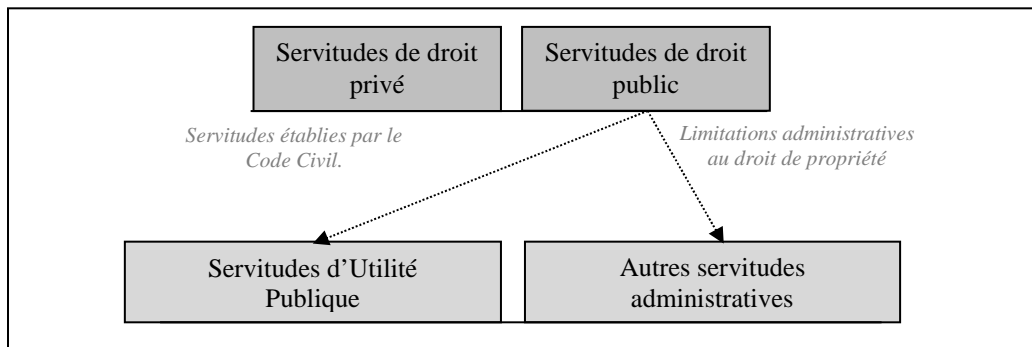 Servitudes de droit
privé
Servitudes de droit
public
Servitudes établies par le
Code Civil.
Limitations administratives
au droit de propriété
Servitudes d’Utilité
Publique
Autres servitudes
administratives